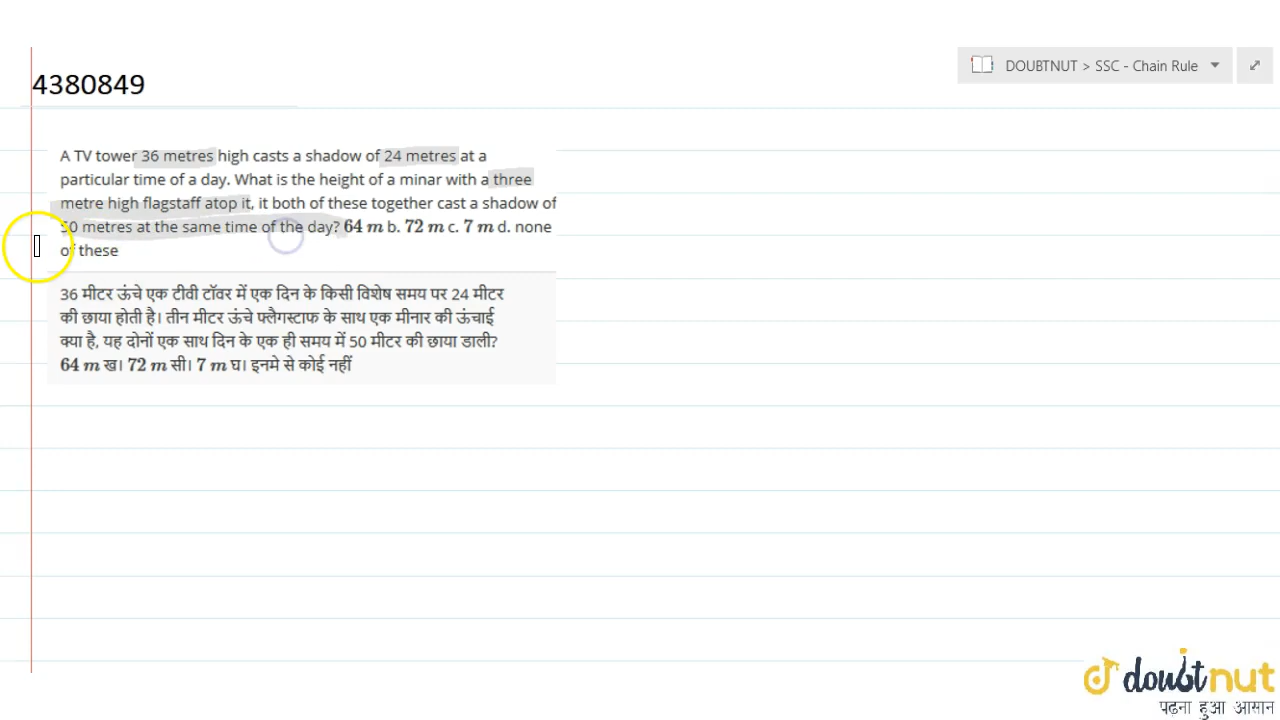 4380849
DOUBTNUT > SSC - Chain Rule
A TV tower 36 metres high casts a shadow of 24 metres at a
particular time of a day. What is the height of a minar with a three
metre high flagstaff atop it, it both of these together cast a shadow of
50 metres at the same time of the day? 64 m b. 72 m c. 7 m d. none
of these
36 मीटर ऊंचे एक टीवी टॉवर में एक दिन के किसी विशेष समय पर 24 मीटर
की छाया होती है। तीन मीटर ऊंचे फ्लैगस्टाफ के साथ एक मीनार की ऊंचाई
क्या है, यह दोनों एक साथ दिन के एक ही समय में 50 मीटर की छाया डाली?
64 m ख। 72 m सी। 7 m घ। इनमे से कोई नहीं
doubtnut
पढ़ना हुआ आसान